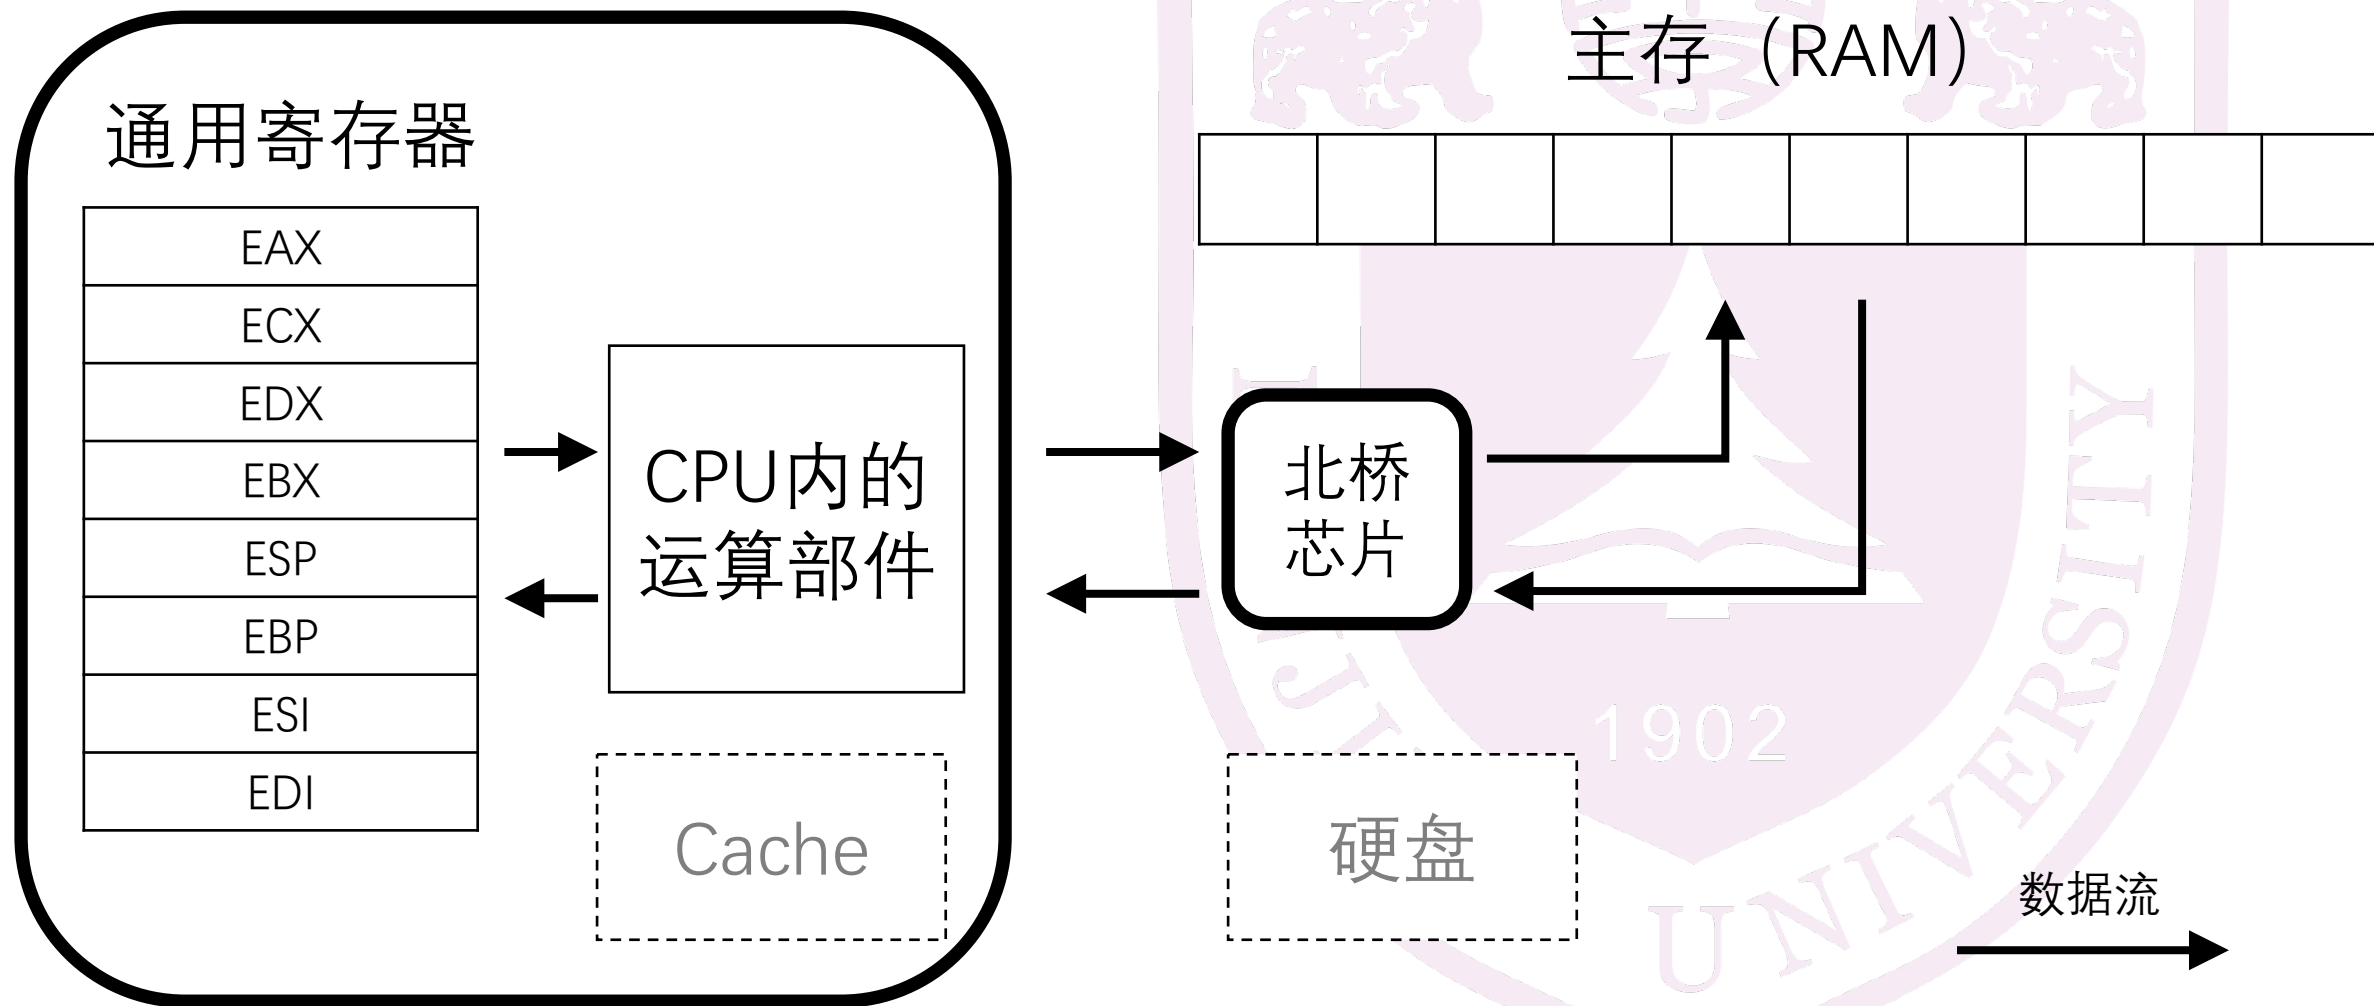 主存（RAM）
通用寄存器
EAX
ECX
EDX
EBX
ESP
EBP
ESI
EDI
CPU内的
运算部件
Cache
北桥
芯片
硬盘
数据流
1902
UNIVERSITY